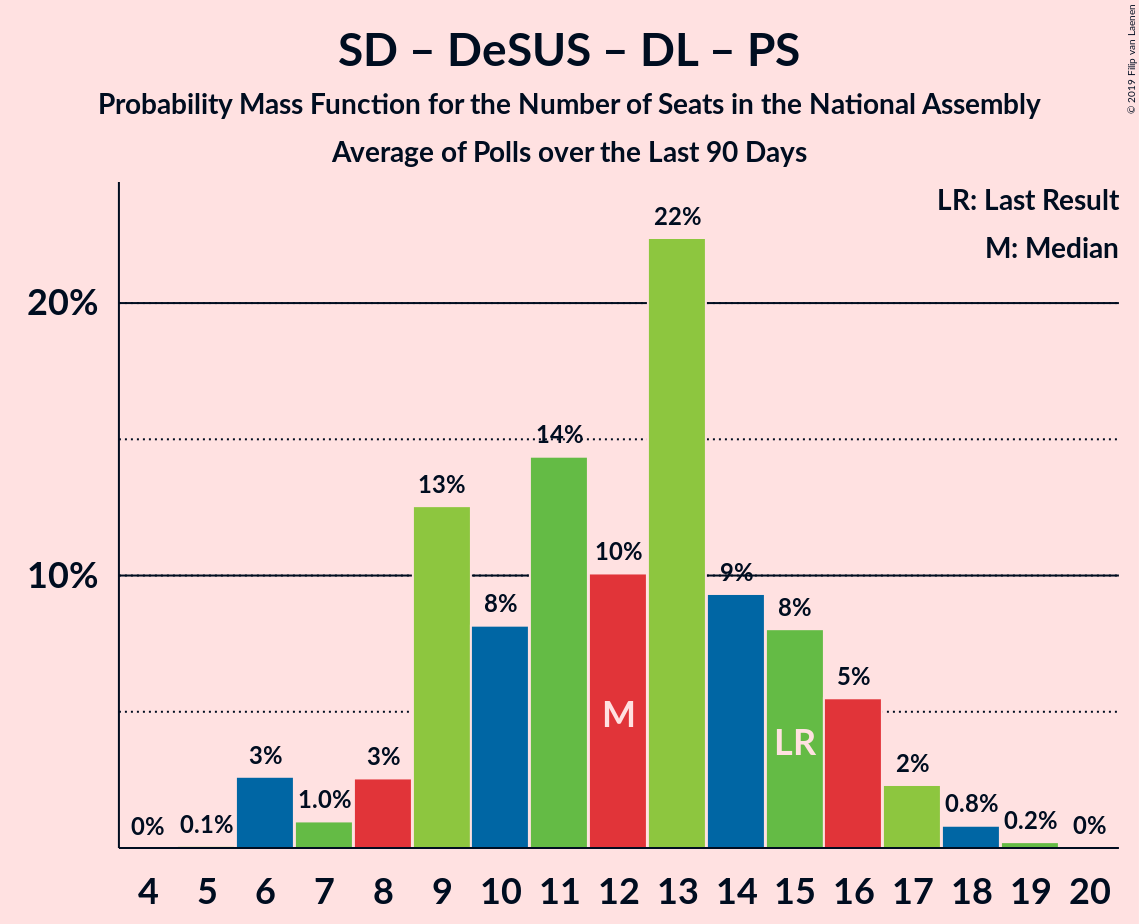 SD – DeSUS – DL – PS
Probability Mass Function for the Number of Seats in the National Assembly
Average of Polls over the Last 90 Days
© 2019 Filip van Laenen
LR: Last Result
M: Median
22%
20%
14%
13%
10%
10%
9%
8%
8%
5%
M
LR
3%
3%
2%
1.0%
0.8%
0%
0.1%
0.2%
0%
4 5 6 7 8 9 10 11 12 13 14 15 16 17 18 19 20